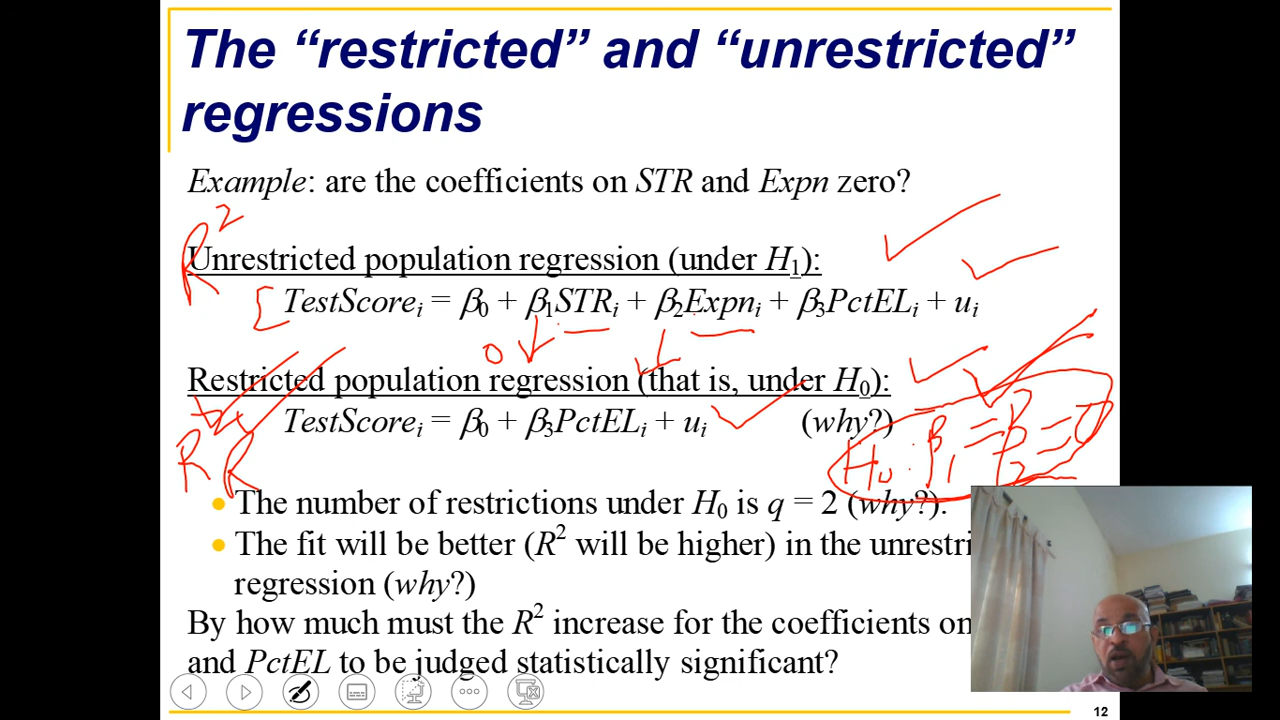 The “restricted” and “unrestricted”
regressions
Example: are the coefficients on STR and Expn zero?
R²
Unrestricted population regression (under H₁):
TestScoreᵢ = β₀ + β₁STRᵢ + β₂Expnᵢ + β₃PctELᵢ + uᵢ
0
Restricted population regression (that is, under H₀):
TestScoreᵢ = β₀ + β₃PctELᵢ + uᵢ (why?)
H₀: β₁ = β₂ = 0
R R
• The number of restrictions under H₀ is q = 2 (why?).
• The fit will be better (R² will be higher) in the unrestri
regression (why?)
By how much must the R² increase for the coefficients on
and PctEL to be judged statistically significant?
12